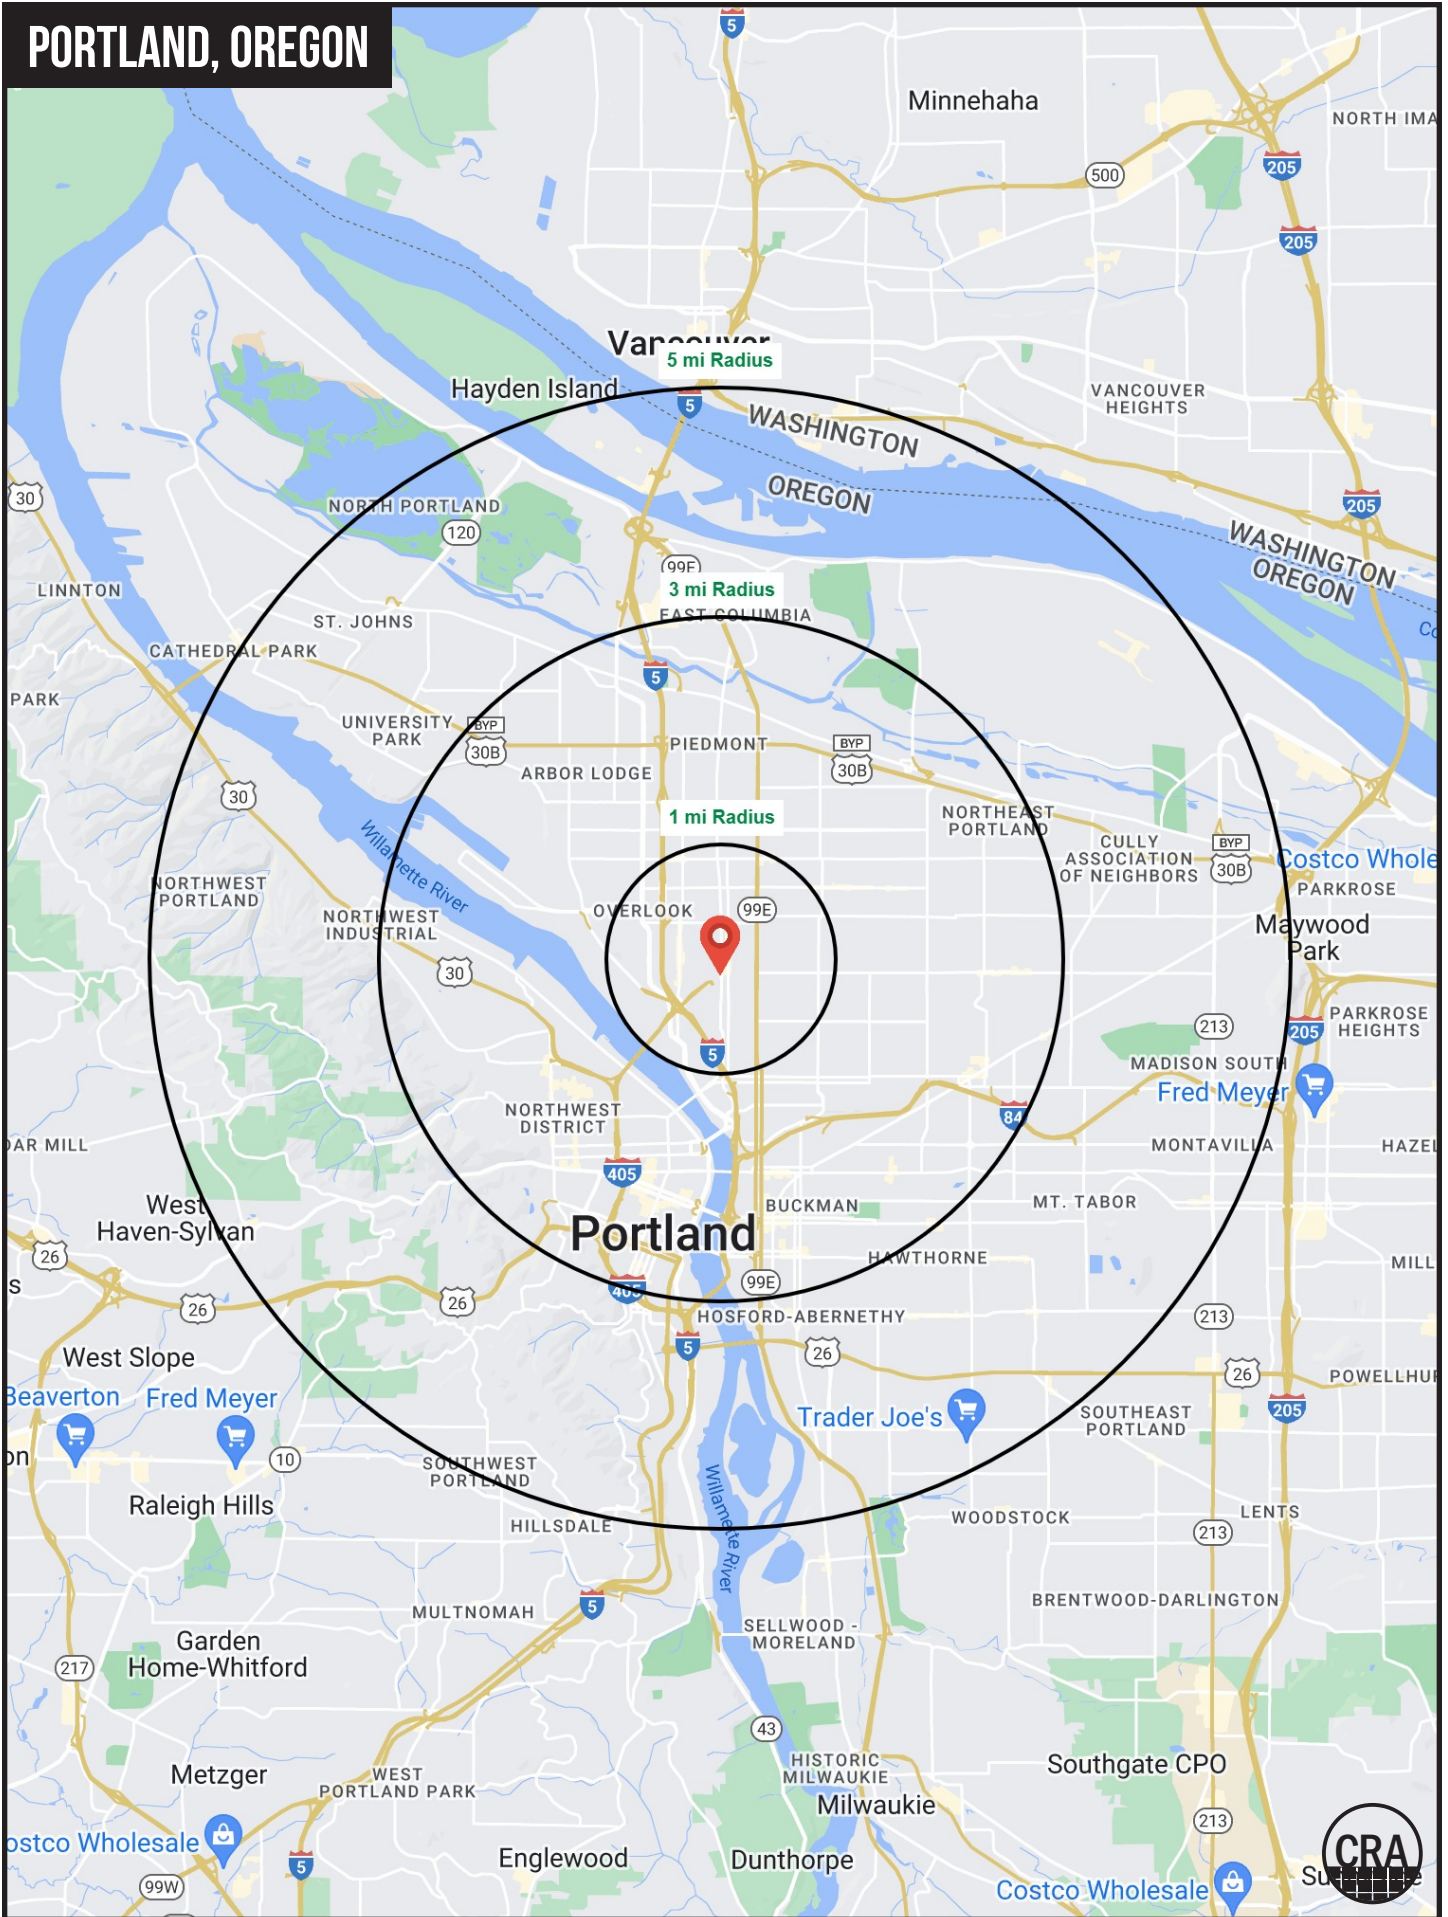 PORTLAND, OREGON
5
Minnehaha
NORTH IMA
205
500
205
Vancouver
5 mi Radius
Hayden Island
5
VANCOUVER
HEIGHTS
WASHINGTON
OREGON
30
NORTH PORTLAND
120
205
WASHINGTON
OREGON
99E
3 mi Radius
EAST COLUMBIA
LINNTON
ST. JOHNS
Co
CATHEDRAL PARK
5
PARK
UNIVERSITY
PARK
BYP
30B
PIEDMONT
BYP
30B
ARBOR LODGE
30
1 mi Radius
NORTHEAST
PORTLAND
CULLY
ASSOCIATION
OF NEIGHBORS
BYP
30B
Costco Whole
PARKROSE
Willamette River
NORTHWEST
PORTLAND
NORTHWEST
INDUSTRIAL
OVERLOOK
99E
Maywood
Park
30
213
205
PARKROSE
HEIGHTS
5
MADISON SOUTH
Fred Meyer
NORTHWEST
DISTRICT
84
DAR MILL
MONTAVILLA
HAZEL
405
West
Haven-Sylvan
BUCKMAN
MT. TABOR
Portland
26
HAWTHORNE
MILL
S
405
99E
26
26
HOSFORD-ABERNETHY
213
5
26
West Slope
26
POWELLHUR
Beaverton
Fred Meyer
Trader Joe's
205
SOUTHEAST
PORTLAND
on
10
SOUTHWEST
PORTLAND
Willamette River
Raleigh Hills
HILLSDALE
WOODSTOCK
LENTS
213
5
MULTNOMAH
BRENTWOOD-DARLINGTON
SELLWOOD -
MORELAND
Garden
Home-Whitford
217
43
HISTORIC
MILWAUKIE
Southgate CPO
Metzger
WEST
PORTLAND PARK
Milwaukie
213
ostco Wholesale
CRA
5
Englewood
Dunthorpe
99W
Costco Wholesale